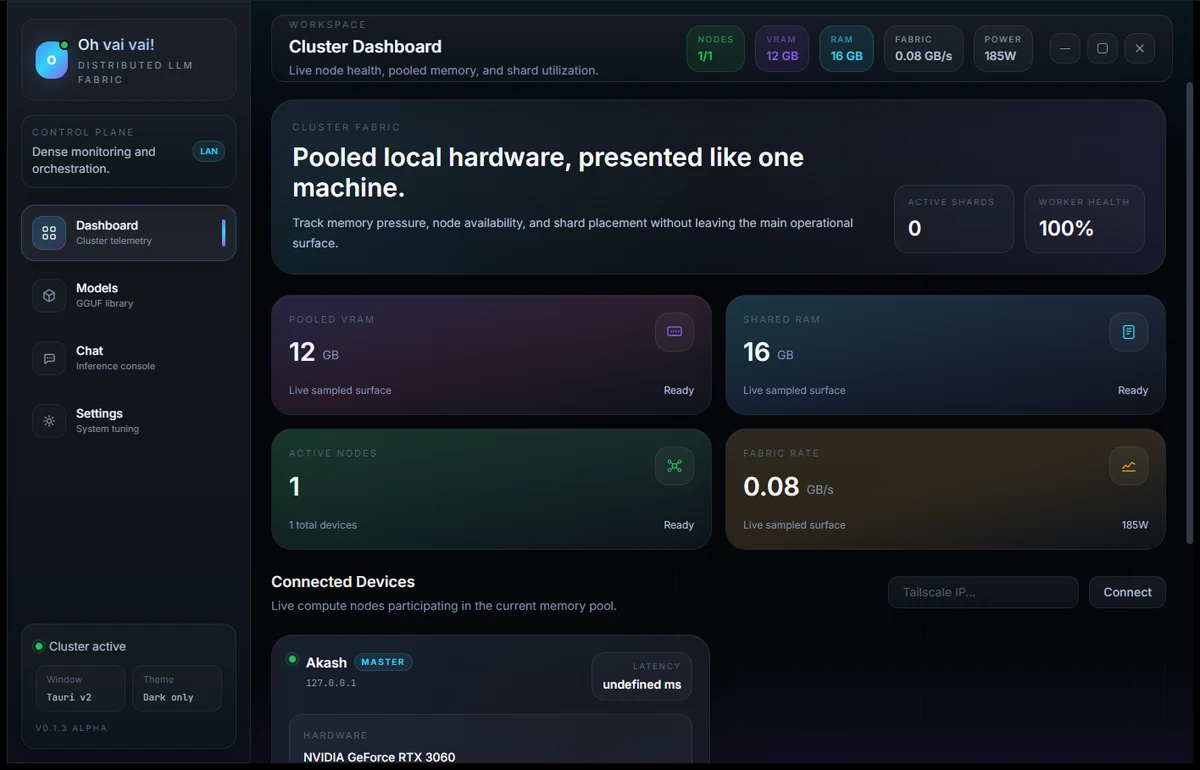 O
Oh vai vai!
DISTRIBUTED LLM
FABRIC
CONTROL PLANE
Dense monitoring and
orchestration.
LAN
Dashboard
Cluster telemetry
Models
GGUF library
Chat
Inference console
Settings
System tuning
Cluster active
Window
Tauri v2
Theme
Dark only
V0.1.3 ALPHA
WORKSPACE
Cluster Dashboard
Live node health, pooled memory, and shard utilization.
NODES
1/1
VRAM
12 GB
RAM
16 GB
FABRIC
0.08 GB/s
POWER
185W
CLUSTER FABRIC
Pooled local hardware, presented like one
machine.
Track memory pressure, node availability, and shard placement without leaving the main operational
surface.
ACTIVE SHARDS
0
WORKER HEALTH
100%
POOLED VRAM
12 GB
Live sampled surface
Ready
SHARED RAM
16 GB
Live sampled surface
Ready
ACTIVE NODES
1
1 total devices
Ready
FABRIC RATE
0.08 GB/s
Live sampled surface
185W
Connected Devices
Live compute nodes participating in the current memory pool.
Tailscale IP...
Connect
Akash MASTER
127.0.0.1
LATENCY
undefined ms
HARDWARE
NVIDIA GeForce RTX 3060